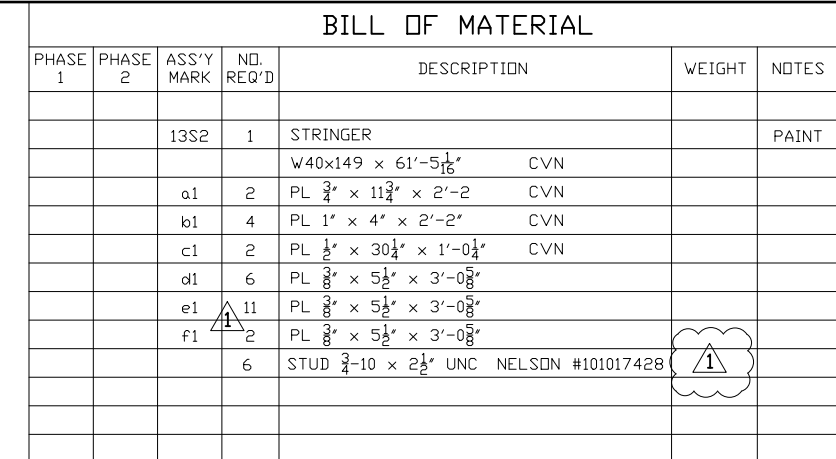 BILL OF MATERIAL
PHASE 1 PHASE 2 ASS'Y MARK NO. REQ'D DESCRIPTION WEIGHT NOTES
13S2 1 STRINGER PAINT
W40x149 x 61'-5 1/16" CVN
a1 2 PL 3/4" x 11 3/4" x 2'-2 CVN
b1 4 PL 1" x 4" x 2'-2" CVN
c1 2 PL 1/2" x 30 1/4" x 1'-0 1/4" CVN
d1 6 PL 3/8" x 5 1/2" x 3'-0 5/8"
e1 11 PL 3/8" x 5 1/2" x 3'-0 5/8"
1
f1 2 PL 3/8" x 5 1/2" x 3'-0 5/8"
6 STUD 3/4-10 x 2 1/2" UNC NELSON #101017428 1